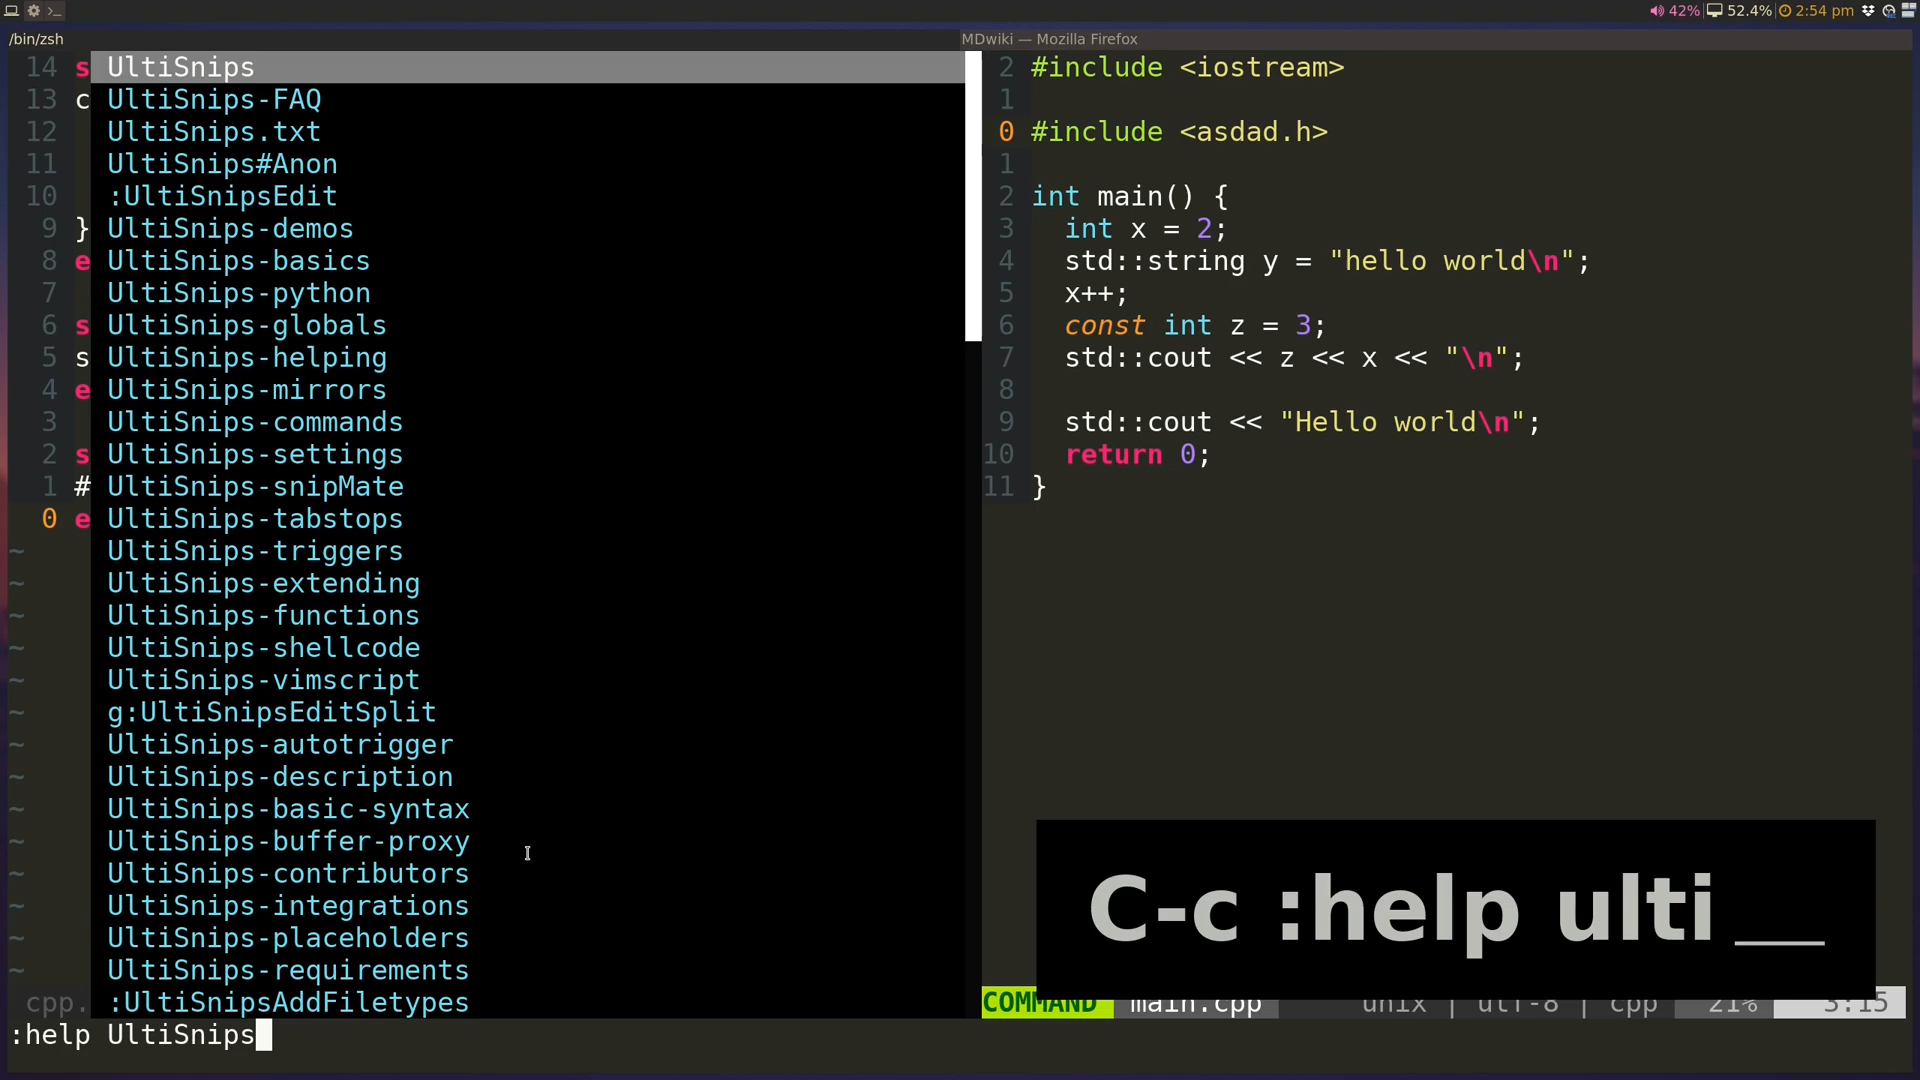 42% 52.4% 2:54 pm
/bin/zsh
MDwiki — Mozilla Firefox
14 s
13 c
12
11
10
9 }
8 e
7
6 s
5 s
4 e
3
2 s
1 #
0 e
~
~
~
~
~
~
~
~
~
~
~
~
~
~
UltiSnips
UltiSnips-FAQ
UltiSnips.txt
UltiSnips#Anon
:UltiSnipsEdit
UltiSnips-demos
UltiSnips-basics
UltiSnips-python
UltiSnips-globals
UltiSnips-helping
UltiSnips-mirrors
UltiSnips-commands
UltiSnips-settings
UltiSnips-snipMate
UltiSnips-tabstops
UltiSnips-triggers
UltiSnips-extending
UltiSnips-functions
UltiSnips-shellcode
UltiSnips-vimscript
g:UltiSnipsEditSplit
UltiSnips-autotrigger
UltiSnips-description
UltiSnips-basic-syntax
UltiSnips-buffer-proxy
UltiSnips-contributors
UltiSnips-integrations
UltiSnips-placeholders
UltiSnips-requirements
:UltiSnipsAddFiletypes
2 #include <iostream>
1
0 #include <asdad.h>
1
2 int main() {
3 int x = 2;
4 std::string y = "hello world\n";
5 x++;
6 const int z = 3;
7 std::cout << z << x << "\n";
8
9 std::cout << "Hello world\n";
10 return 0;
11 }
C-c :help ulti
cpp.
COMMAND main.cpp unix | utf-8 | cpp 21% 3:15
:help UltiSnips